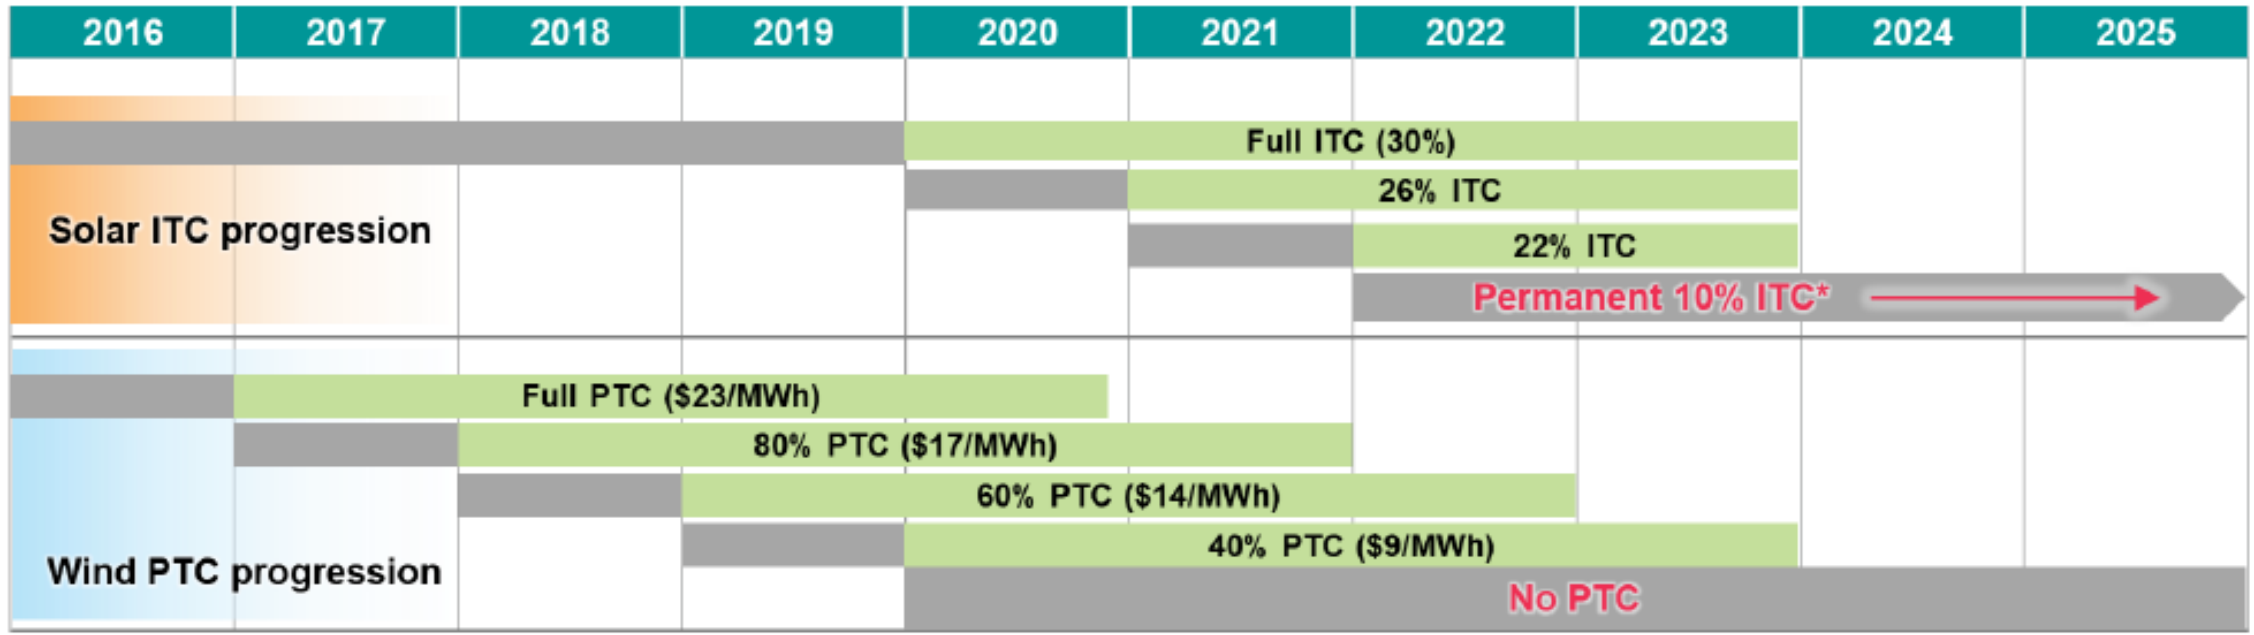 2016 2017 2018 2019 2020 2021 2022 2023 2024 2025
Full ITC (30%)
26% ITC
Solar ITC progression
22% ITC
Permanent 10% ITC*
Full PTC ($23/MWh)
80% PTC ($17/MWh)
60% PTC ($14/MWh)
40% PTC ($9/MWh)
Wind PTC progression
No PTC